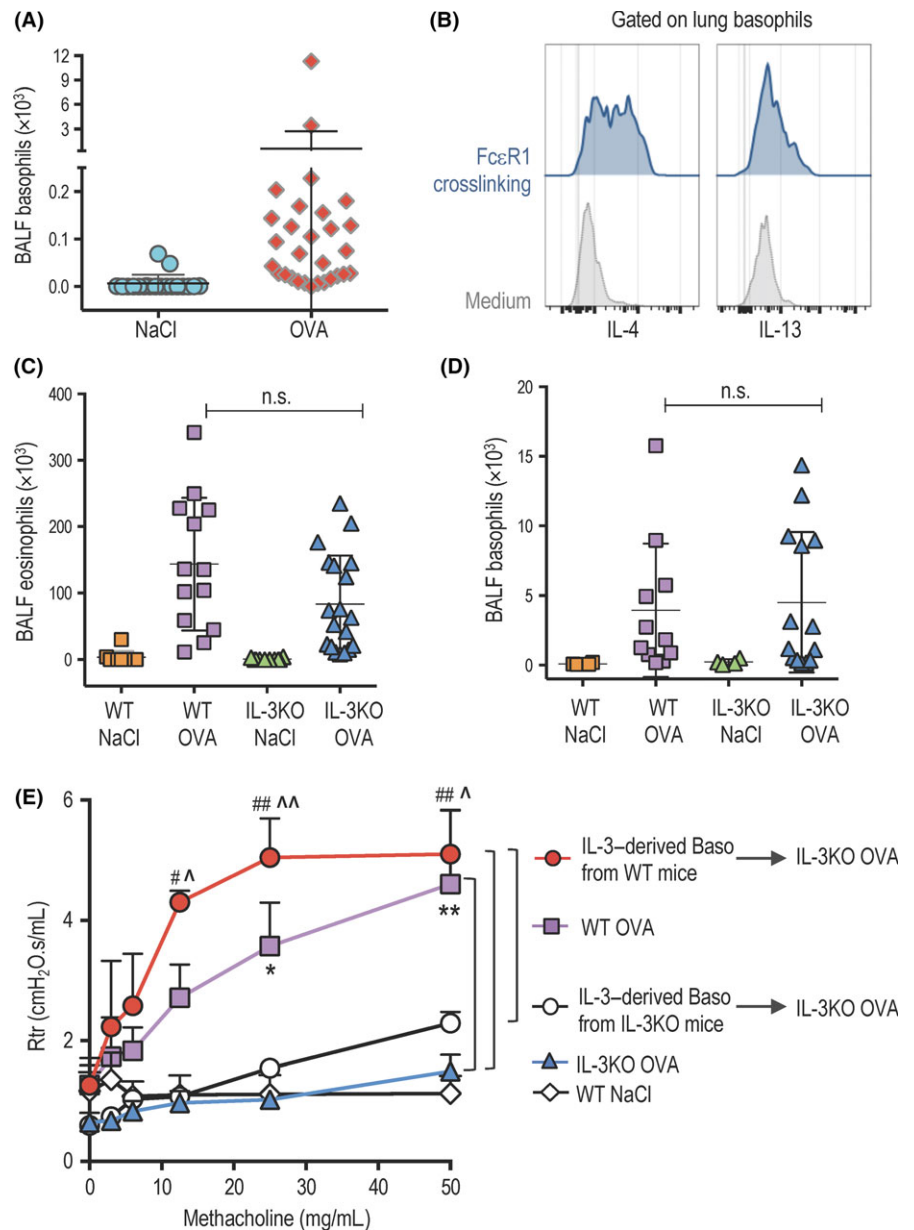 (A)
BALF basophils (×10³)
12
9
6
3
0.2
0.1
0.0
NaCl
OVA
(B)
Gated on lung basophils
FcεR1
crosslinking
Medium
IL-4
IL-13
(C)
BALF eosinophils (×10³)
400
300
200
100
0
n.s.
WT
NaCl
WT
OVA
IL-3KO
NaCl
IL-3KO
OVA
(D)
BALF basophils (×10³)
20
15
10
5
0
n.s.
WT
NaCl
WT
OVA
IL-3KO
NaCl
IL-3KO
OVA
(E)
Rtr (cmH₂O.s/mL)
6
4
2
0
# ^
## ^^
## ^
*
**
0
10
20
30
40
50
Methacholine (mg/mL)
IL-3–derived Baso
from WT mice
IL-3KO OVA
WT OVA
IL-3–derived Baso
from IL-3KO mice
IL-3KO OVA
IL-3KO OVA
WT NaCl